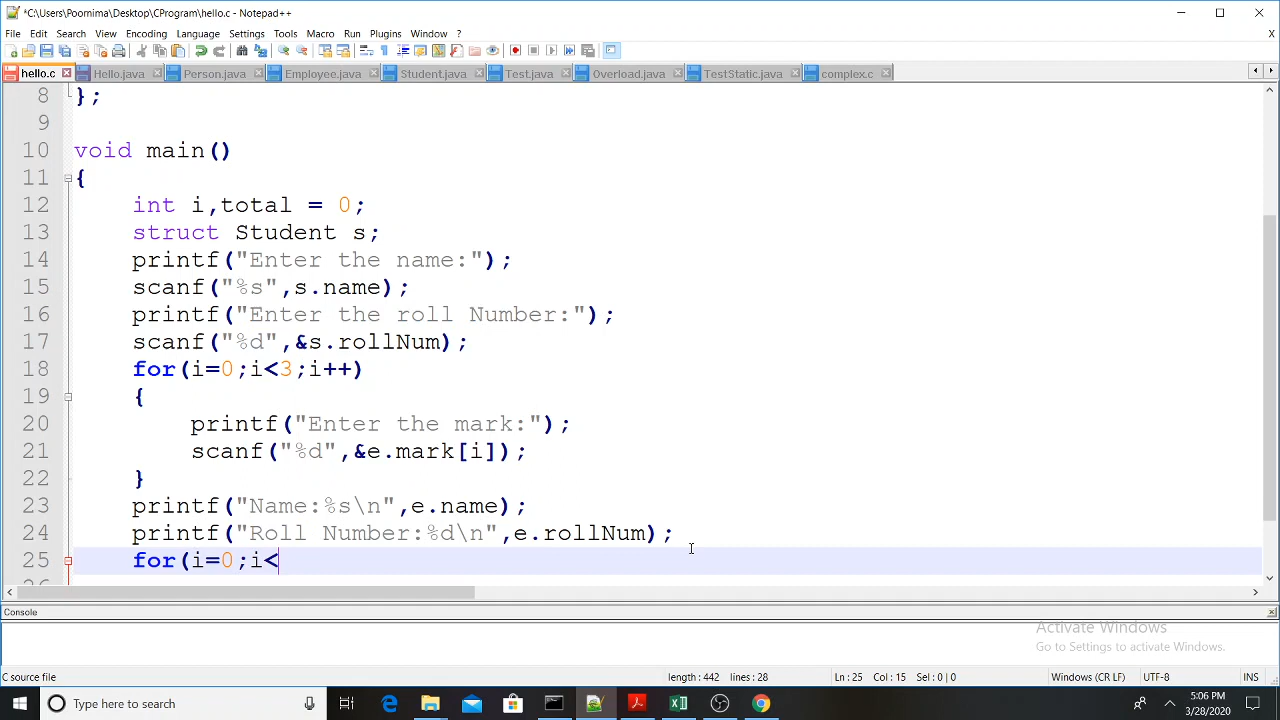 *C:\Users\Poornima\Desktop\CProgram\hello.c - Notepad++
File Edit Search View Encoding Language Settings Tools Macro Run Plugins Window ? X
hello.c Hello.java Person.java Employee.java Student.java Test.java Overload.java TestStatic.java complex.c
8 };
9
10 void main()
11 {
12 int i,total = 0;
13 struct Student s;
14 printf("Enter the name:");
15 scanf("%s",s.name);
16 printf("Enter the roll Number:");
17 scanf("%d",&s.rollNum);
18 for(i=0;i<3;i++)
19 {
20 printf("Enter the mark:");
21 scanf("%d",&e.mark[i]);
22 }
23 printf("Name:%s\n",e.name);
24 printf("Roll Number:%d\n",e.rollNum);
25 for(i=0;i<
Console
Activate Windows
Go to Settings to activate Windows.
C source file length : 442 lines : 28 Ln : 25 Col : 15 Sel : 0 | 0 Windows (CR LF) UTF-8 INS
Type here to search
5:06 PM
3/28/2020